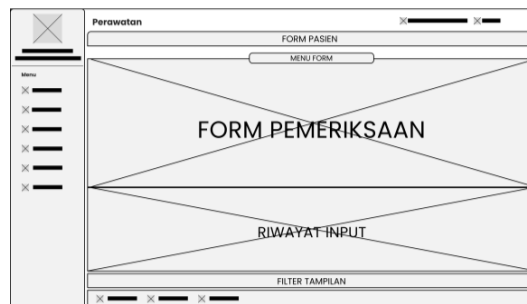 Perawatan
FORM PASIEN
MENU FORM
Menu
FORM PEMERIKSAAN
RIWAYAT INPUT
FILTER TAMPILAN